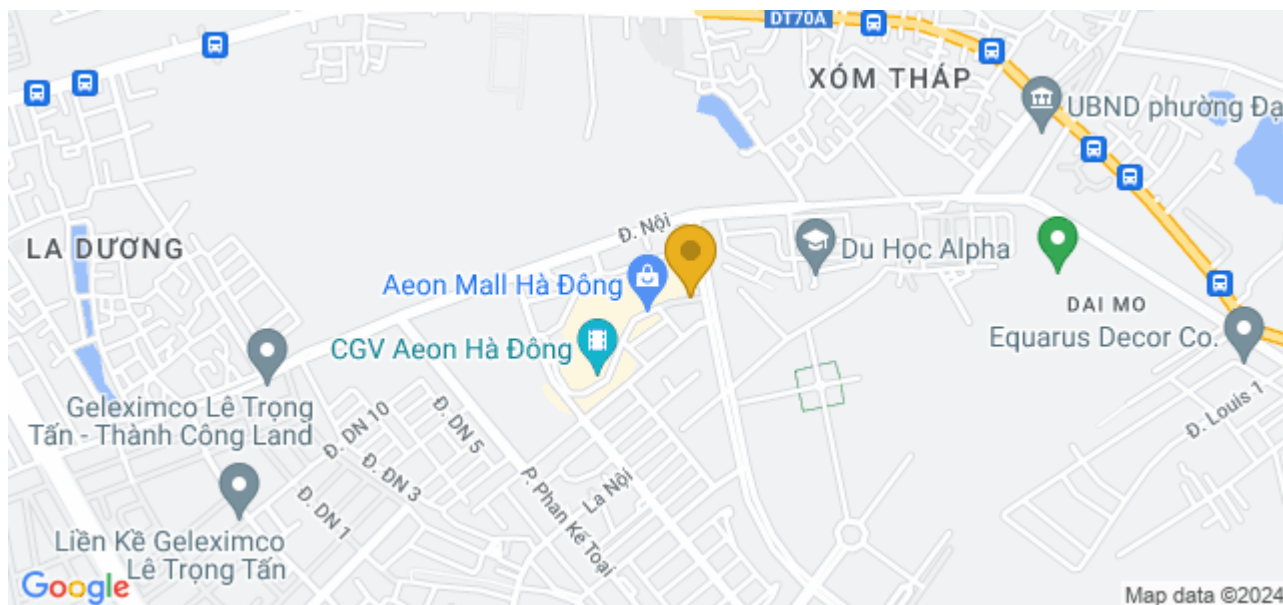 DT70A
XÓM THÁP
UBND phường Đạ
LA DƯƠNG
Đ. Nội
Du Học Alpha
Aeon Mall Hà Đông
DAI MO
CGV Aeon Hà Đông
Equarus Decor Co.
Geleximco Lê Trọng
Tấn - Thành Công Land
Đ. DN 10
Đ. DN 5
Đ. Louis 1
Đ. DN 3
La Nội
P. Phan Kế Toại
Đ. DN 1
Liền Kề Geleximco
Lê Trọng Tấn
Google
Map data ©2024